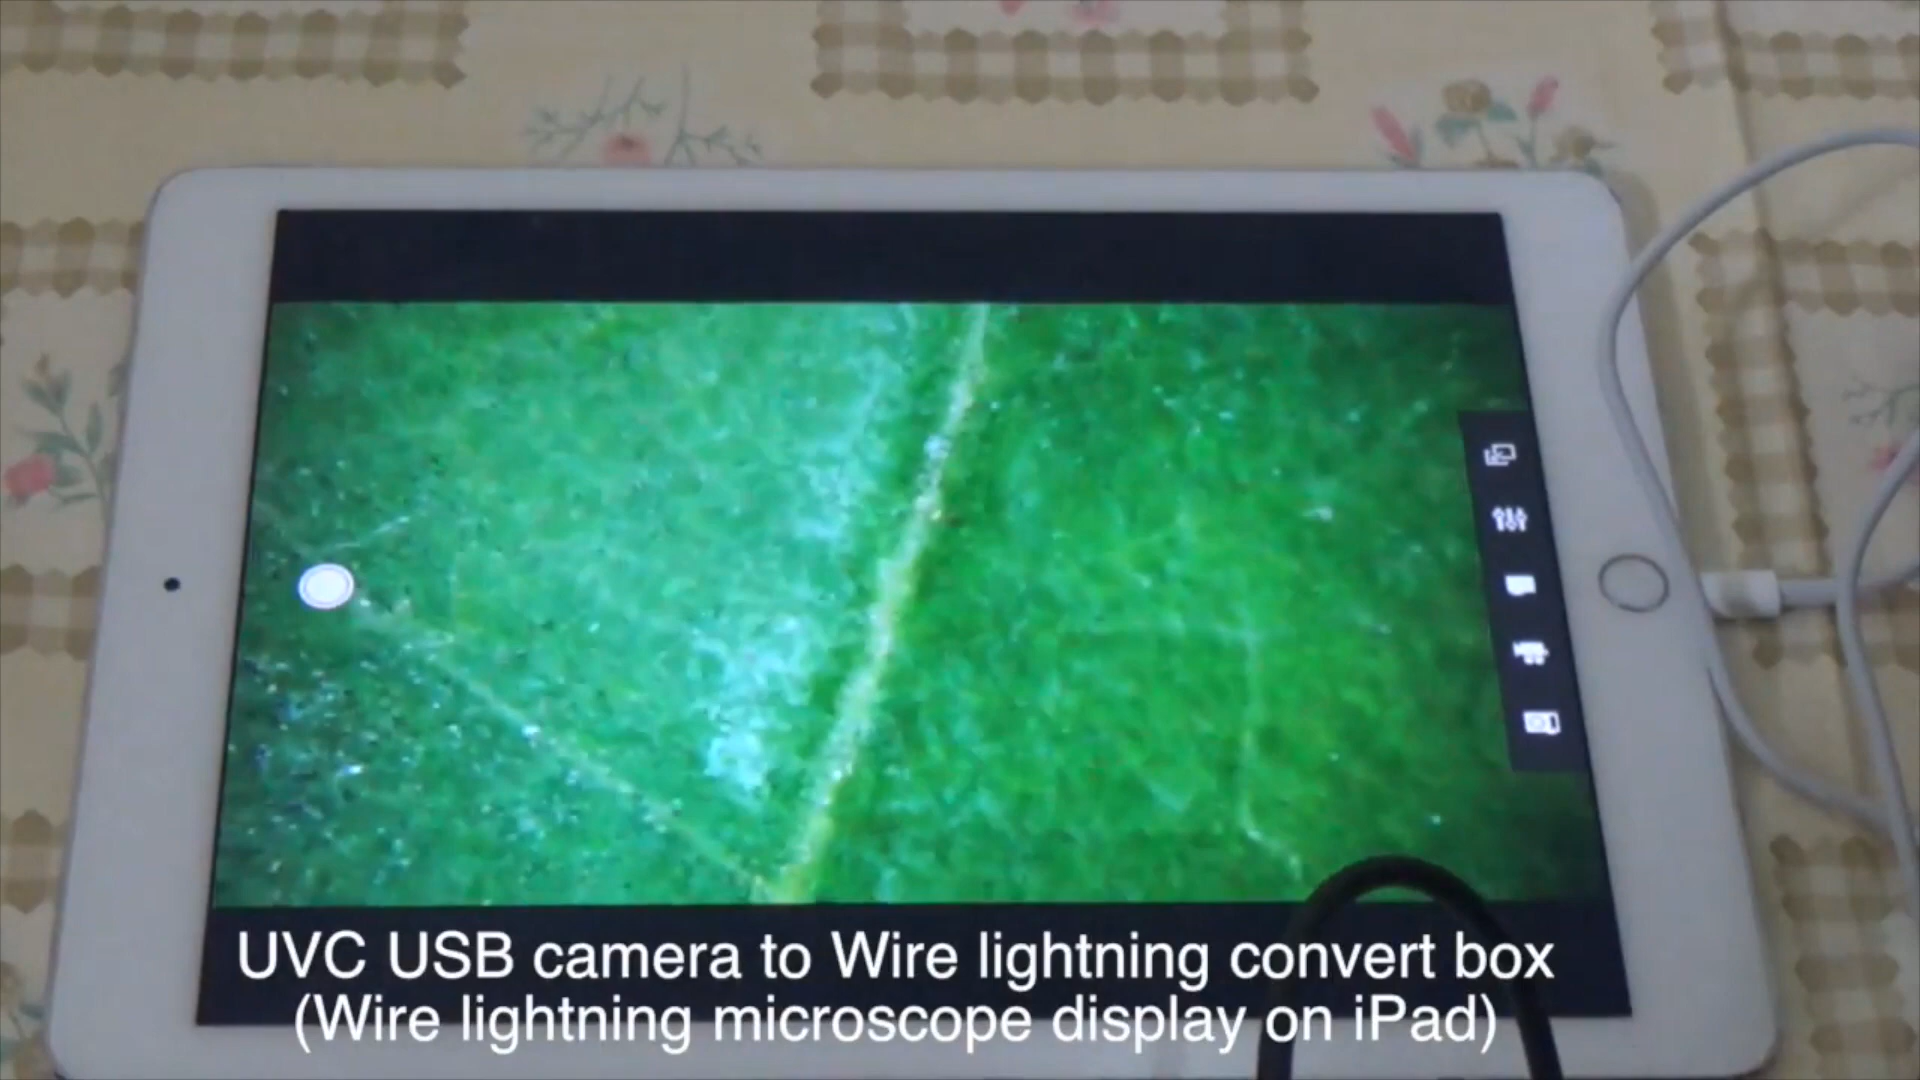 UVC USB camera to Wire lightning convert box
(Wire lightning microscope display on iPad)